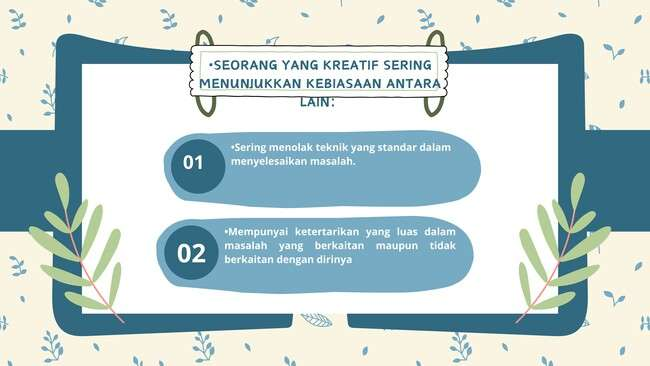 •SEORANG YANG KREATIF SERING
MENUNJUKKAN KEBIASAAN ANTARA
LAIN:
01
•Sering menolak teknik yang standar dalam
menyelesaikan masalah.
02
•Mempunyai ketertarikan yang luas dalam
masalah yang berkaitan maupun tidak
berkaitan dengan dirinya